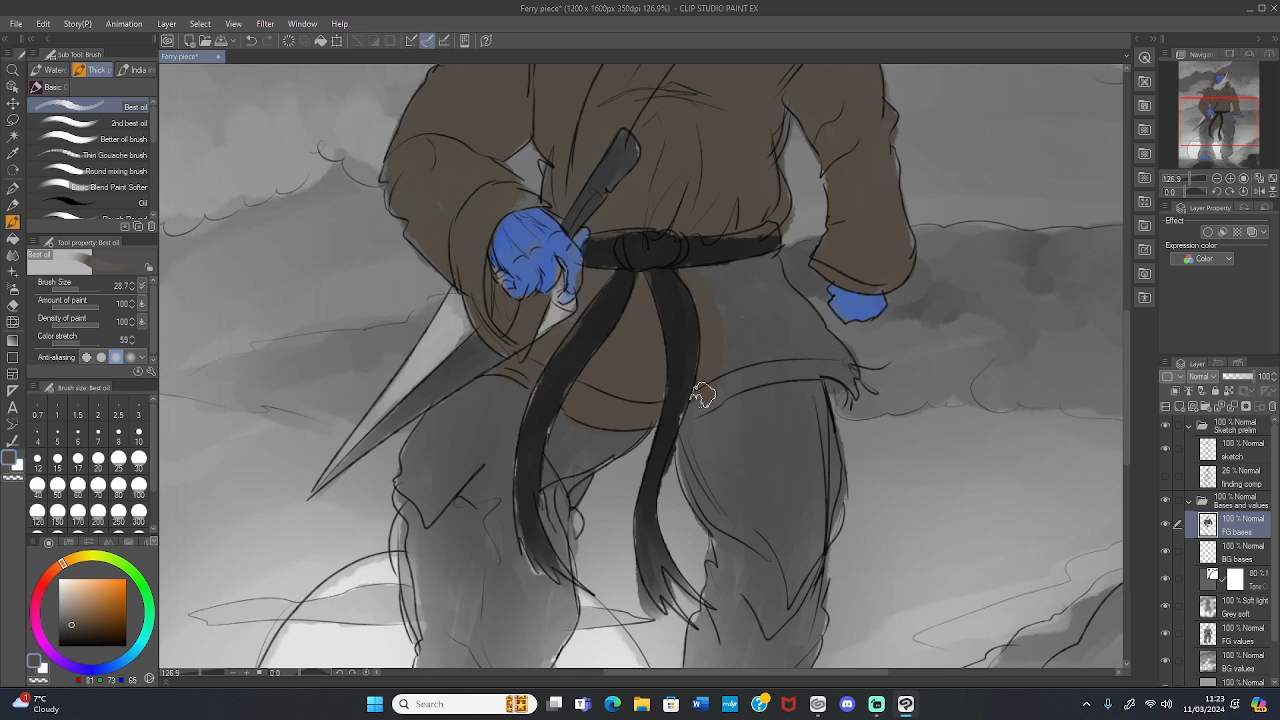 Ferry piece* (1200 x 1600px 350dpi 126.9%) - CLIP STUDIO PAINT EX
File Edit Story Animation Layer Select View Filter Window Help
Ferry piece*
Sub Tool: Brush
Thick
India in
Basic
Best oil
2nd best oil
Better oil brush
Thin Gouache brush
Round mixing brush
Basic Blend Paint Softer
Oil
Tool property: Best oil
Best oil
Brush Size 28.7
Amount of paint 100
Density of paint 100
Color stretch 59
Anti-aliasing
Brush size: Best oil
0.7 1 1.5 2 2.5 3
4 5 6 7 8 10
12 15 17 20 25 30
40 50 60 70 80 100
120 150 170 200 250 300
81 73 65
126.9 0.0
Navigator
126.9
0.0
Layer Property
Effect
Color
Layer
Normal 100
100 % Normal
Sketch prelim
100 % Normal
sketch
26 % Normal
finding comp
100 % Normal
Bases and values
100 % Normal
FG bases
100 % Normal
BG bases
80 %
Tone C
100 % Soft light
Grey soft
100 % Normal
FG values
100 % Normal
BG values
7°C
Cloudy
Search
11:23
11/03/2024